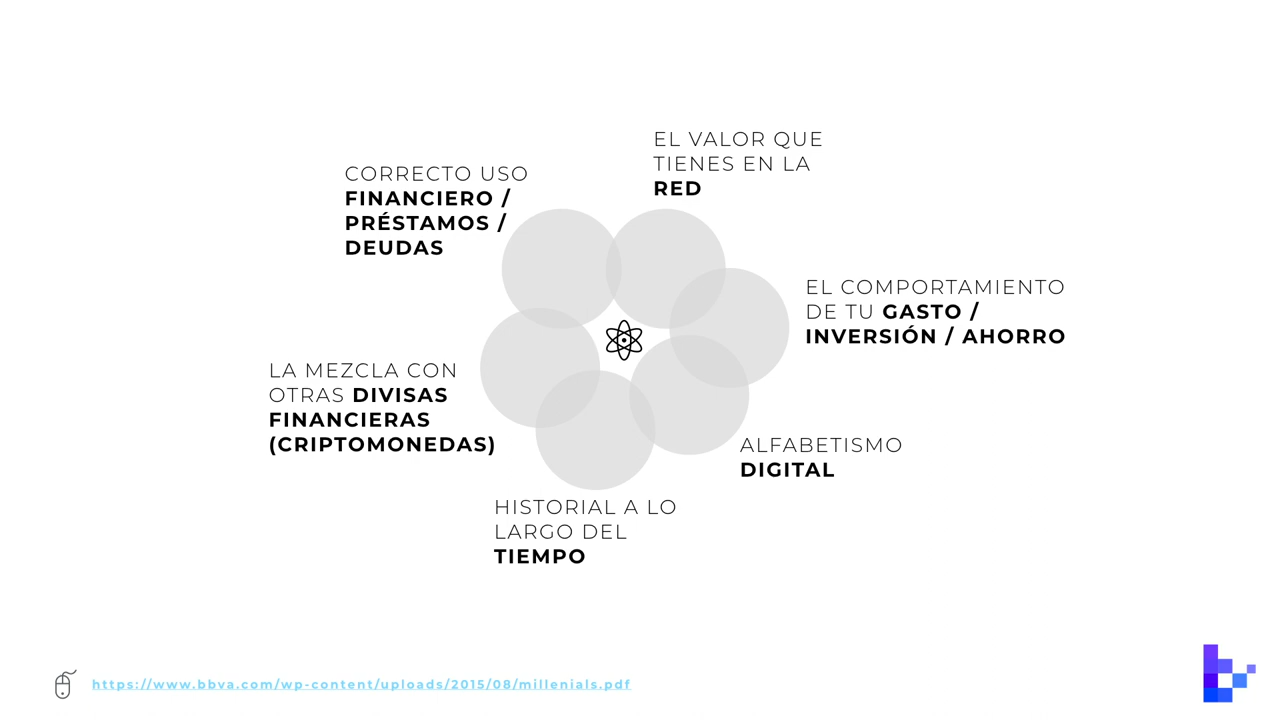 EL VALOR QUE
TIENES EN LA
RED
CORRECTO USO
FINANCIERO /
PRÉSTAMOS /
DEUDAS
EL COMPORTAMIENTO
DE TU GASTO /
INVERSIÓN / AHORRO
LA MEZCLA CON
OTRAS DIVISAS
FINANCIERAS
(CRIPTOMONEDAS)
ALFABETISMO
DIGITAL
HISTORIAL A LO
LARGO DEL
TIEMPO
https://www.bbva.com/wp-content/uploads/2015/08/millenials.pdf